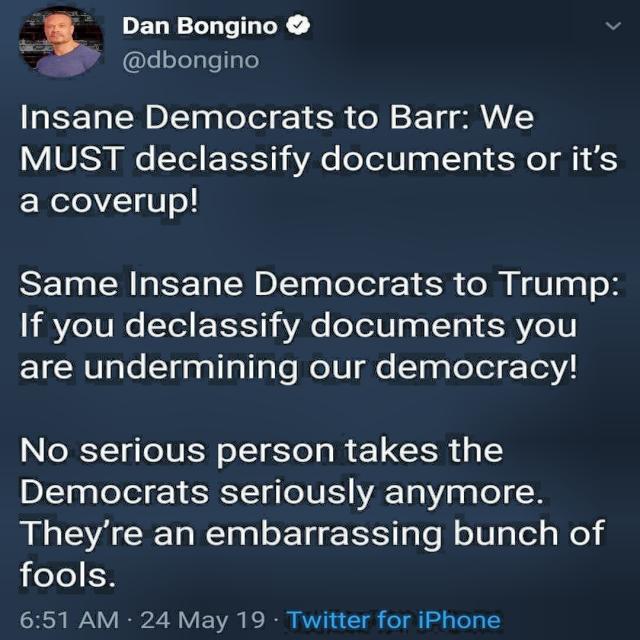 Dan Bongino
@dbongino
Insane Democrats to Barr: We
MUST declassify documents or it's
a coverup!
Same Insane Democrats to Trump:
If you declassify documents you
are undermining our democracy!
No serious person takes the
Democrats seriously anymore.
They're an embarrassing bunch of
fools.
6:51 AM · 24 May 19 · Twitter for iPhone